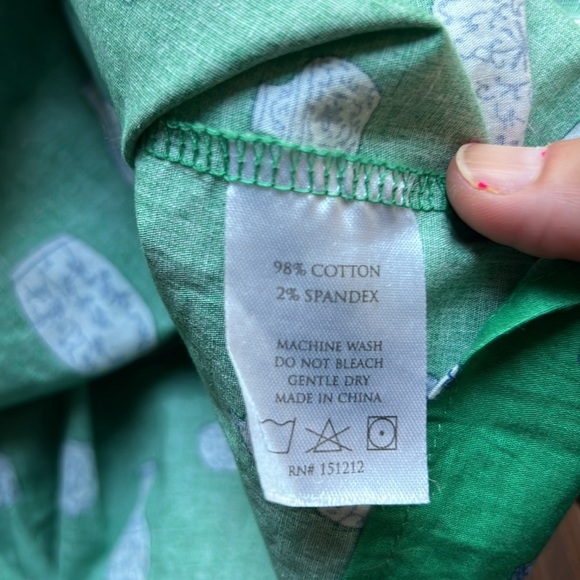 98% COTTON
2% SPANDEX
MACHINE WASH
DO NOT BLEACH
GENTLE DRY
MADE IN CHINA
RN# 151212